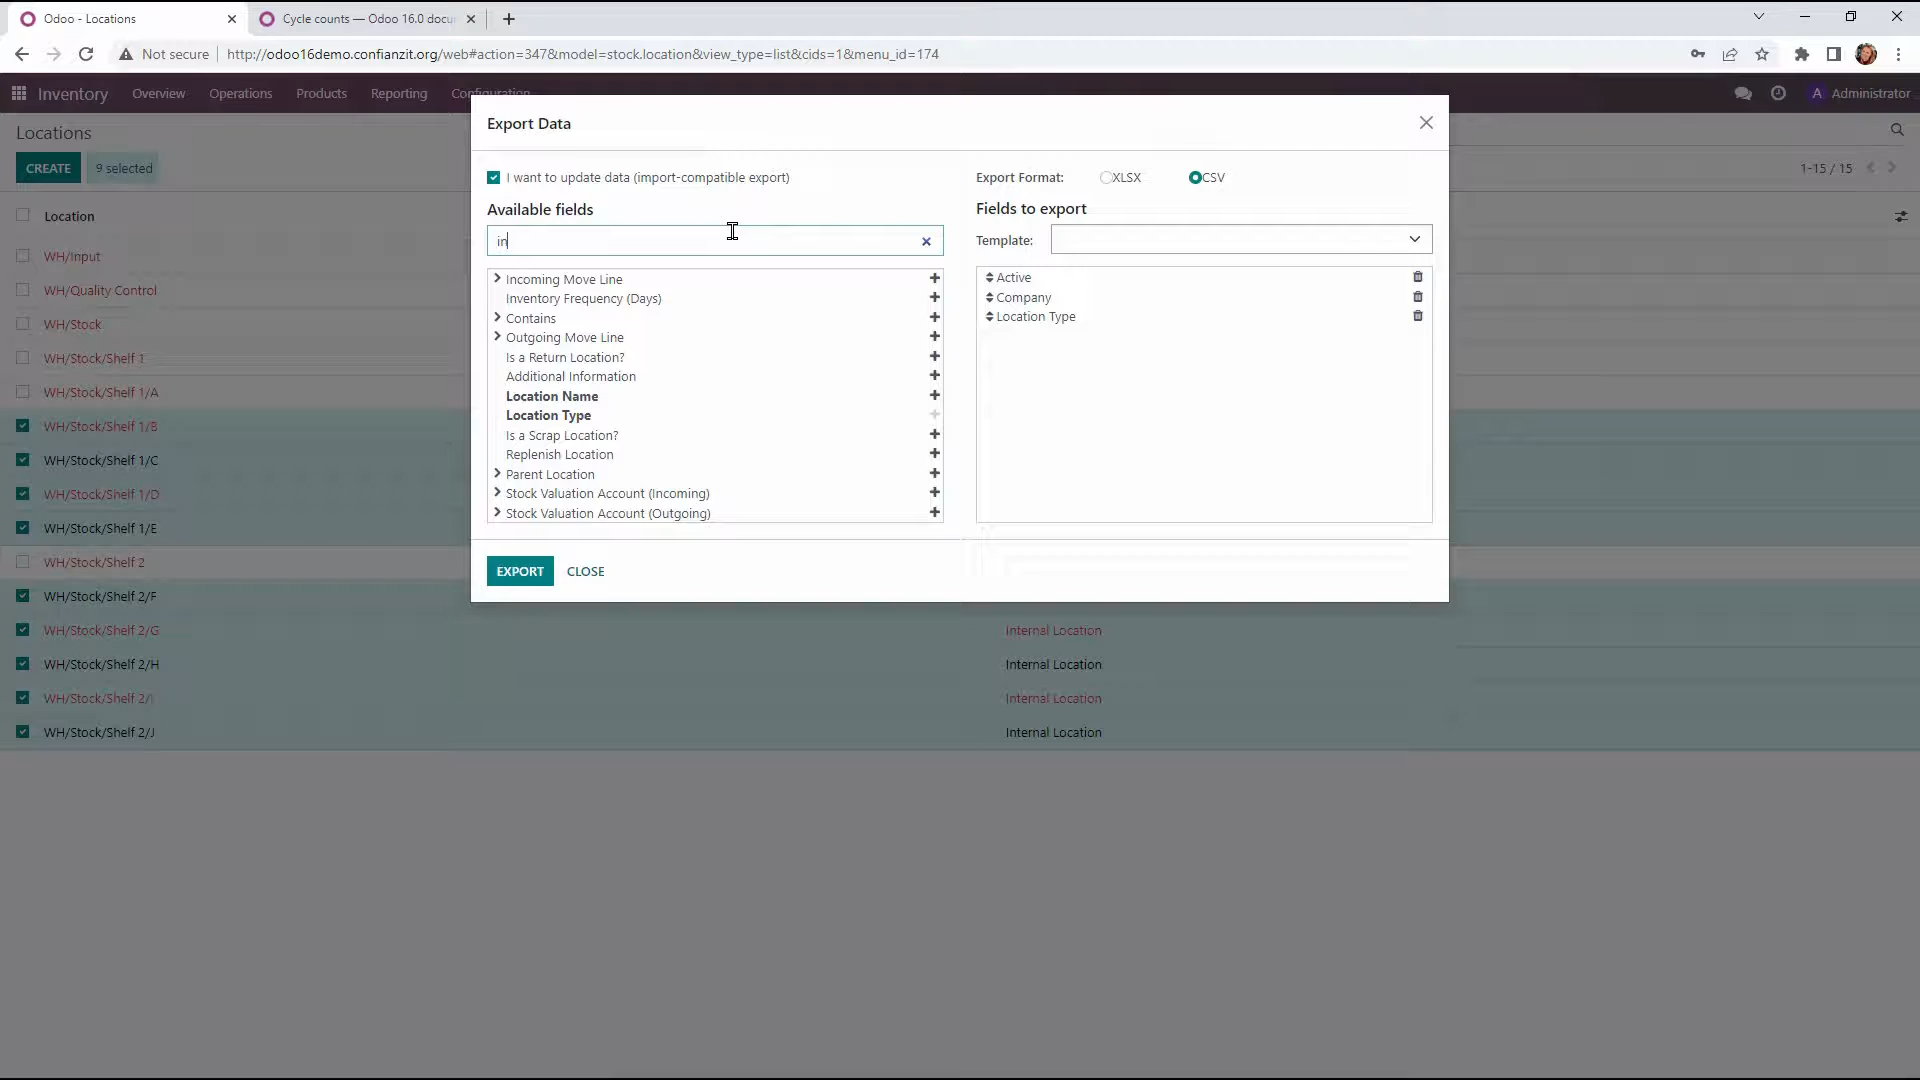 Odoo - Locations
Cycle counts — Odoo 16.0 docu
Not secure
http://odoo16demo.confianzit.org/web#action=347&model=stock.location&view_type=list&cids=1&menu_id=174
Inventory
Overview
Operations
Products
Reporting
Configuration
A
Administrator
Locations
CREATE
9 selected
1-15 / 15
Location
WH/Input
WH/Quality Control
WH/Stock
WH/Stock/Shelf 1
WH/Stock/Shelf 1/A
WH/Stock/Shelf 1/B
WH/Stock/Shelf 1/C
WH/Stock/Shelf 1/D
WH/Stock/Shelf 1/E
WH/Stock/Shelf 2
WH/Stock/Shelf 2/F
WH/Stock/Shelf 2/G
Internal Location
WH/Stock/Shelf 2/H
Internal Location
WH/Stock/Shelf 2/I
Internal Location
WH/Stock/Shelf 2/J
Internal Location
Export Data
I want to update data (import-compatible export)
Export Format:
XLSX
CSV
Available fields
in
Incoming Move Line
Inventory Frequency (Days)
Contains
Outgoing Move Line
Is a Return Location?
Additional Information
Location Name
Location Type
Is a Scrap Location?
Replenish Location
Parent Location
Stock Valuation Account (Incoming)
Stock Valuation Account (Outgoing)
Fields to export
Template:
Active
Company
Location Type
EXPORT
CLOSE